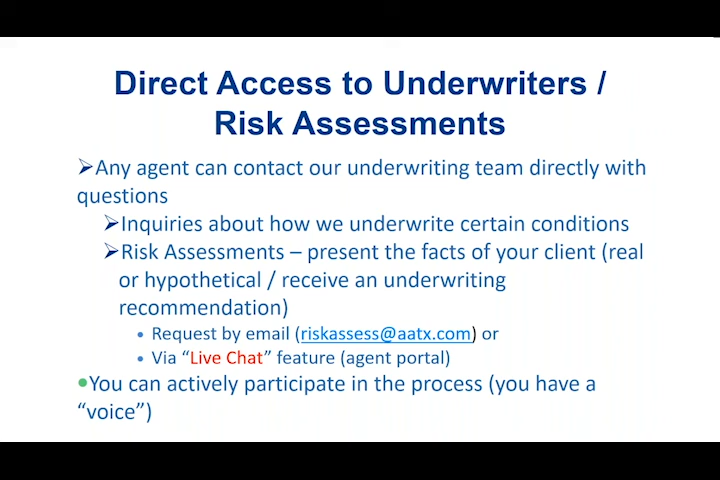 Direct Access to Underwriters /
Risk Assessments
➢Any agent can contact our underwriting team directly with
questions
➢Inquiries about how we underwrite certain conditions
➢Risk Assessments – present the facts of your client (real
or hypothetical / receive an underwriting
recommendation)
• Request by email (riskassess@aatx.com) or
• Via “Live Chat” feature (agent portal)
•You can actively participate in the process (you have a
“voice”)